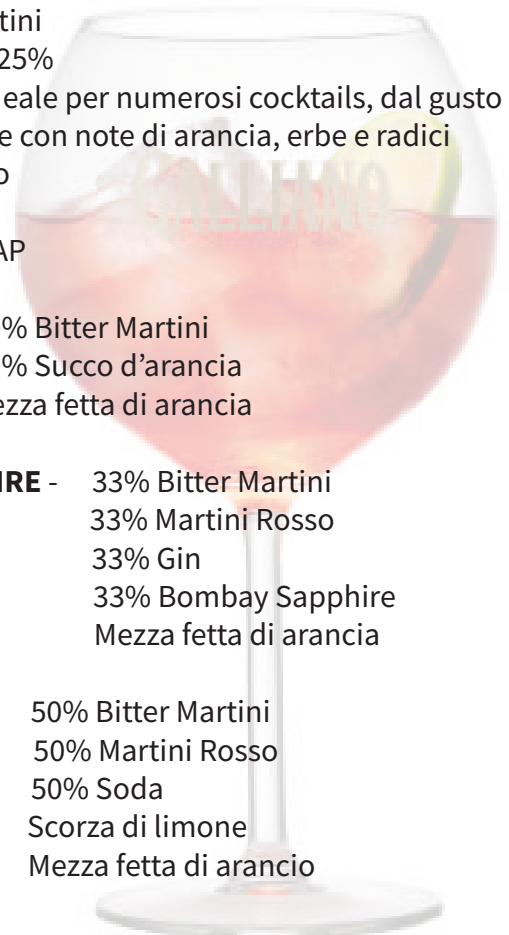 tini
25%
eale per numerosi cocktails, dal gusto
e con note di arancia, erbe e radici
o
GALLIANO
AP
% Bitter Martini
% Succo d’arancia
ezza fetta di arancia
IRE - 33% Bitter Martini
33% Martini Rosso
33% Gin
33% Bombay Sapphire
Mezza fetta di arancia
50% Bitter Martini
50% Martini Rosso
50% Soda
Scorza di limone
Mezza fetta di arancio